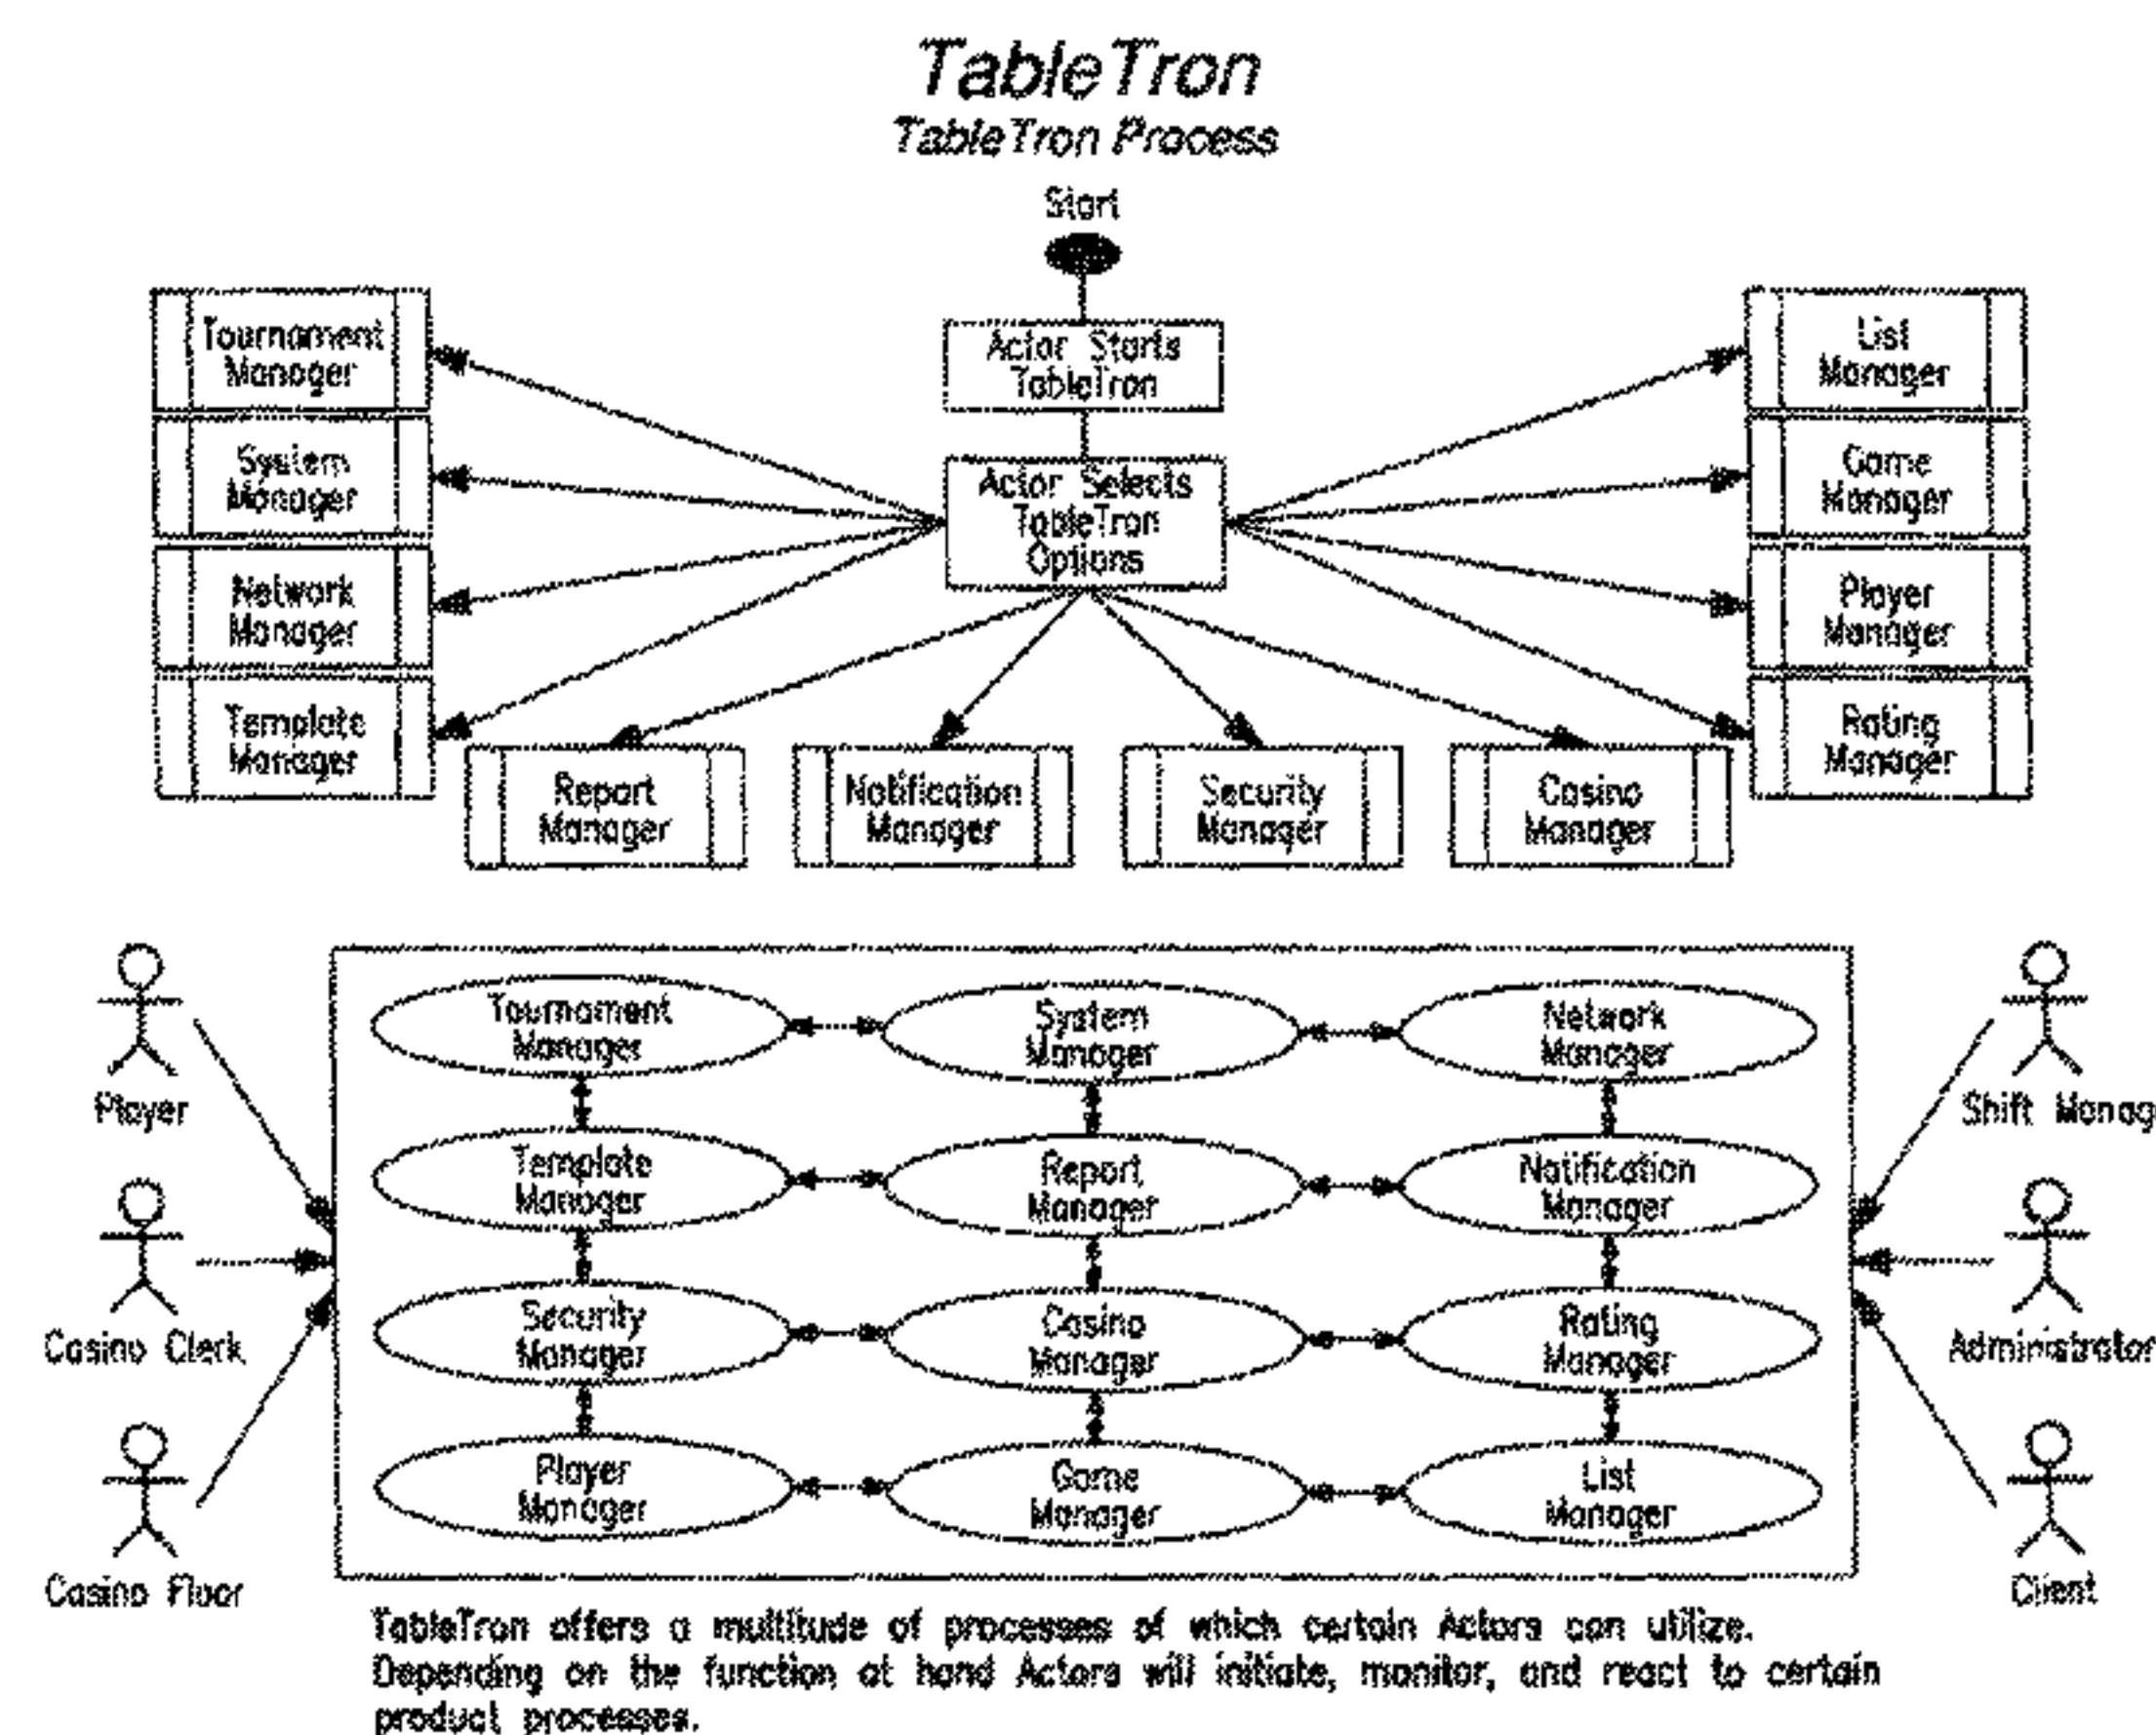 TableTron
TableTron Process
Start
Actor Starts
TableTron
Actor Selects
TableTron
Options
Tournament
Manager
System
Manager
Network
Manager
Template
Manager
Report
Manager
Notification
Manager
Security
Manager
Casino
Manager
List
Manager
Game
Manager
Player
Manager
Rating
Manager
Player
Casino Clerk
Casino Floor
Tournament
Manager
System
Manager
Network
Manager
Template
Manager
Report
Manager
Notification
Manager
Security
Manager
Casino
Manager
Rating
Manager
Player
Manager
Game
Manager
List
Manager
Shift Manag
Administrator
Client
TableTron offers a multitude of processes of which certain Actors can utilize.
Depending on the function at hand Actors will initiate, monitor, and react to certain
product processes.